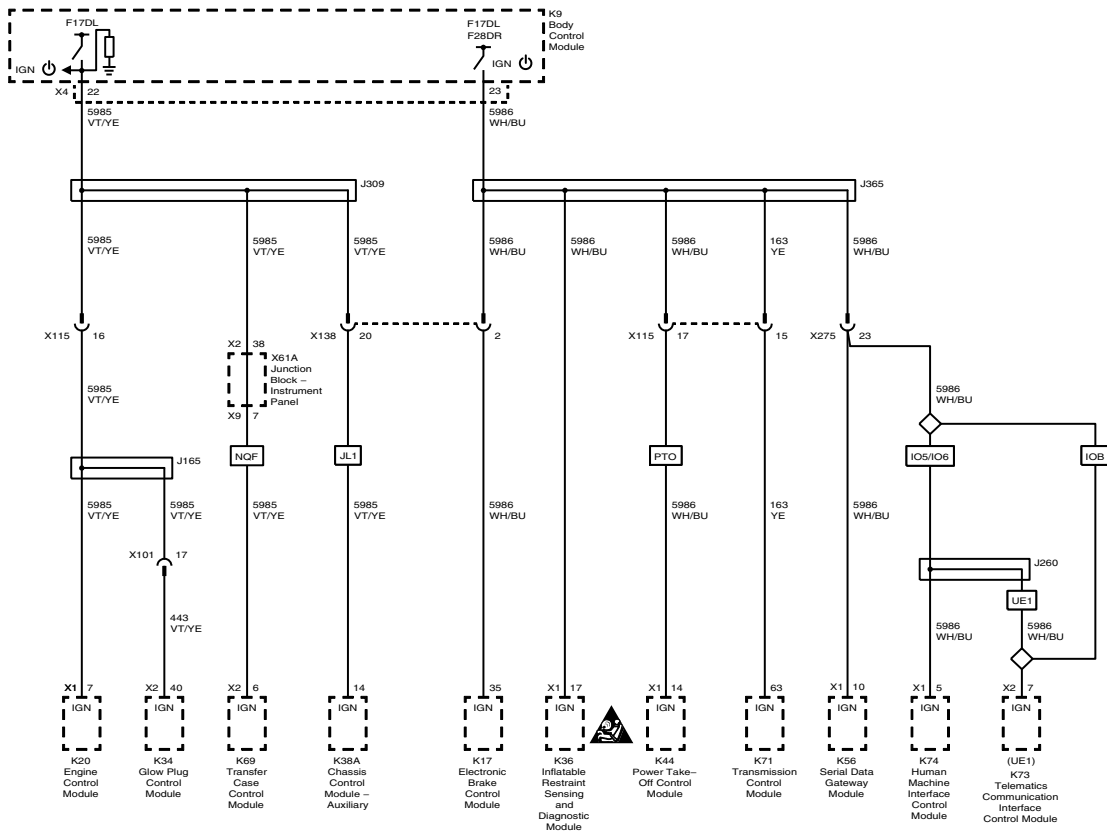 K9
Body
Control
Module
F17DL
IGN
F17DL
F28DR
IGN
X4 22
23
5985
VT/YE
5986
WH/BU
J309
J365
5985
VT/YE
5985
VT/YE
5985
VT/YE
5986
WH/BU
5986
WH/BU
5986
WH/BU
163
YE
5986
WH/BU
X115 16
X138 20
2
X115 17
15
X275 23
X2 38
X61A
Junction
Block –
Instrument
Panel
X9 7
5985
VT/YE
5986
WH/BU
J165
NQF
JL1
PTO
IO5/IO6
IOB
5985
VT/YE
5985
VT/YE
5985
VT/YE
5985
VT/YE
5986
WH/BU
5986
WH/BU
163
YE
5986
WH/BU
X101 17
J260
UE1
443
VT/YE
5986
WH/BU
5986
WH/BU
X1 7
X2 40
X2 6
14
35
X1 17
X1 14
63
X1 10
X1 5
X2 7
IGN
IGN
IGN
IGN
IGN
IGN
IGN
IGN
IGN
IGN
IGN
K20
Engine
Control
Module
K34
Glow Plug
Control
Module
K69
Transfer
Case
Control
Module
K38A
Chassis
Control
Module –
Auxiliary
K17
Electronic
Brake
Control
Module
K36
Inflatable
Restraint
Sensing
and
Diagnostic
Module
K44
Power Take–
Off Control
Module
K71
Transmission
Control
Module
K56
Serial Data
Gateway
Module
K74
Human
Machine
Interface
Control
Module
(UE1)
K73
Telematics
Communication
Interface
Control Module